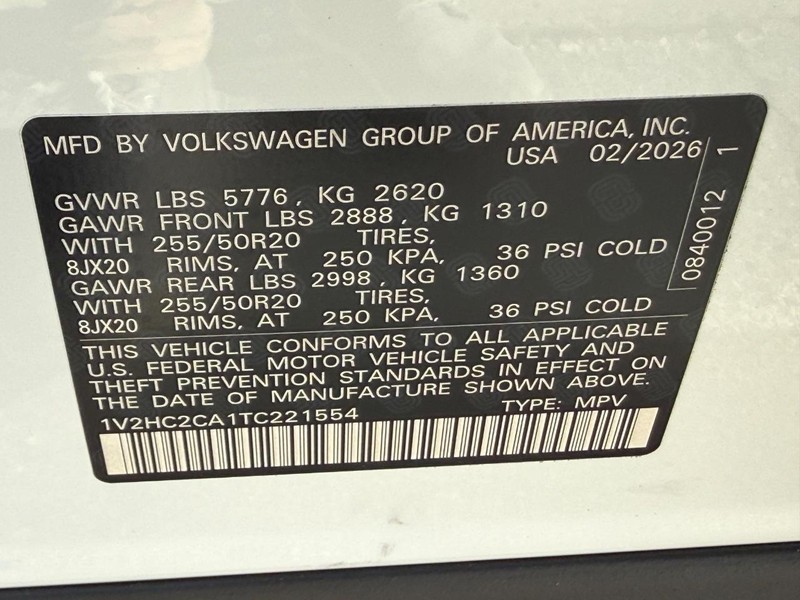 MFD BY VOLKSWAGEN GROUP OF AMERICA, INC.
USA 02/2026
GVWR LBS 5776, KG 2620
GAWR FRONT LBS 2888, KG 1310
WITH 255/50R20 TIRES,
8JX20 RIMS, AT 250 KPA, 36 PSI COLD
GAWR REAR LBS 2998, KG 1360
WITH 255/50R20 TIRES,
8JX20 RIMS, AT 250 KPA, 36 PSI COLD
THIS VEHICLE CONFORMS TO ALL APPLICABLE
U.S. FEDERAL MOTOR VEHICLE SAFETY AND
THEFT PREVENTION STANDARDS IN EFFECT ON
THE DATE OF MANUFACTURE SHOWN ABOVE.
1V2HC2CA1TC221554 TYPE: MPV
0840012 1